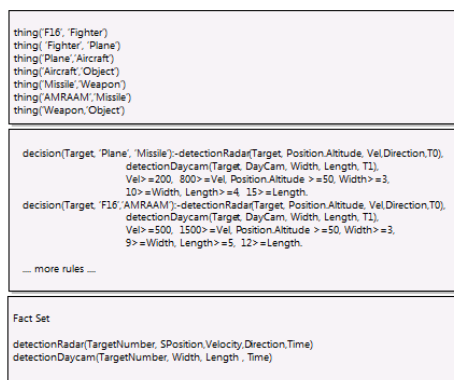 thing('F16', 'Fighter')
thing( 'Fighter', 'Plane')
thing('Plane','Aircraft')
thing('Aircraft','Object')
thing('Missile','Weapon')
thing('AMRAAM','Missile')
thing('Weapon,'Object')
decision(Target, 'Plane', 'Missile'):-detectionRadar(Target, Position.Altitude, Vel,Direction,T0),
detectionDaycam(Target, DayCam, Width, Length, T1),
Vel>=200, 800>=Vel, Position.Altitude >=50, Width>=3,
10>=Width, Length>=4, 15>=Length.
decision(Target, 'F16','AMRAAM'):-detectionRadar(Target, Position.Altitude, Vel,Direction,T0),
detectionDaycam(Target, DayCam, Width, Length, T1),
Vel>=500, 1500>=Vel, Position.Altitude >=50, Width>=3,
9>=Width, Length>=5, 12>=Length.
.... more rules ....
Fact Set
detectionRadar(TargetNumber, SPosition,Velocity,Direction,Time)
detectionDaycam(TargetNumber, Width, Length , Time)